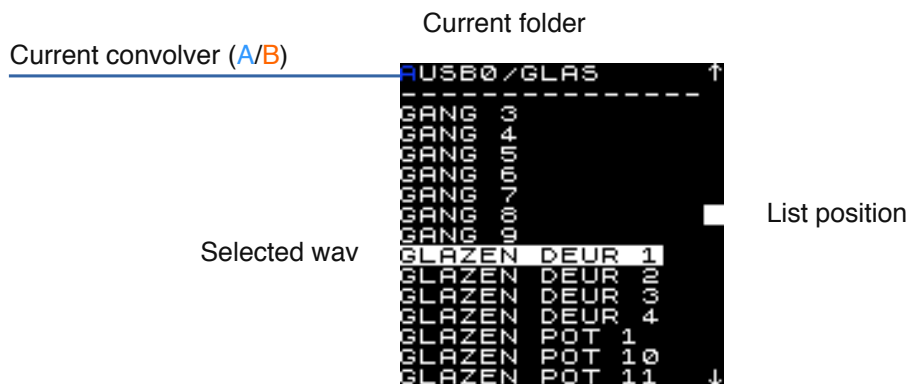 Current folder
Current convolver (A/B)
AUSB0/GLAS ↑
-----------------
GANG 3
GANG 4
GANG 5
GANG 6
GANG 7
GANG 8
List position
GANG 9
Selected wav
GLAZEN DEUR 1
GLAZEN DEUR 2
GLAZEN DEUR 3
GLAZEN DEUR 4
GLAZEN POT 1
GLAZEN POT 10
GLAZEN POT 11 ↓